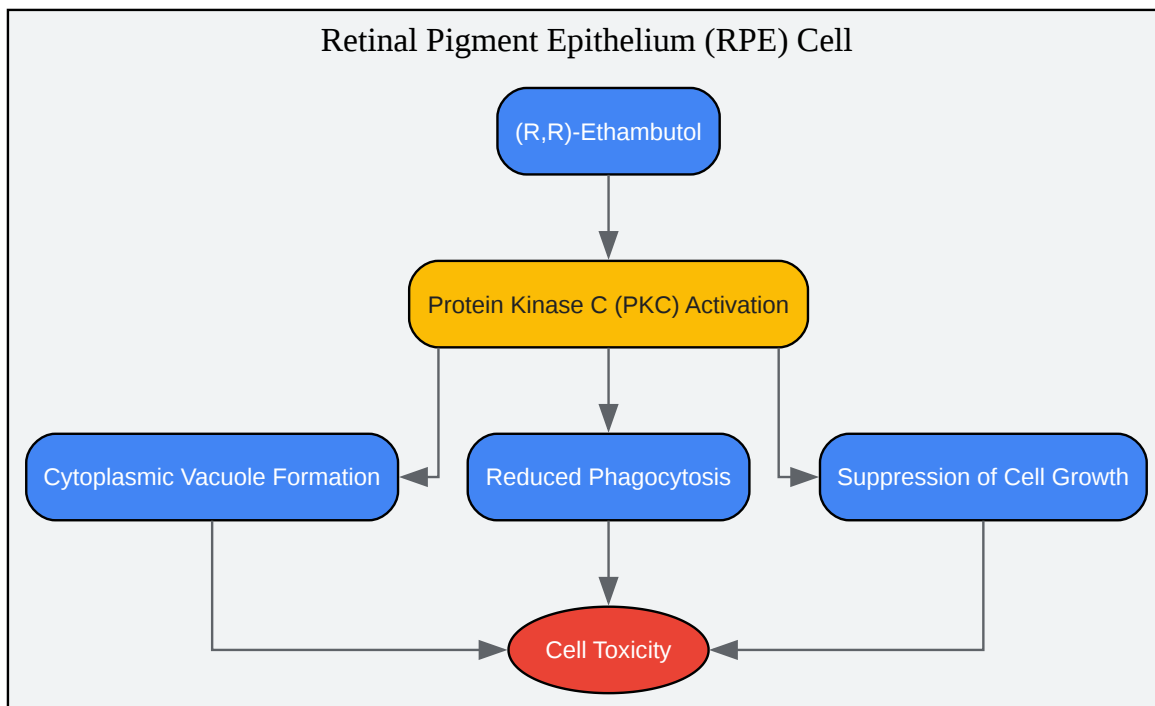 Retinal Pigment Epithelium (RPE) Cell
(R,R)-Ethambutol
Protein Kinase C (PKC) Activation
Cytoplasmic Vacuole Formation
Reduced Phagocytosis
Suppression of Cell Growth
Cell Toxicity